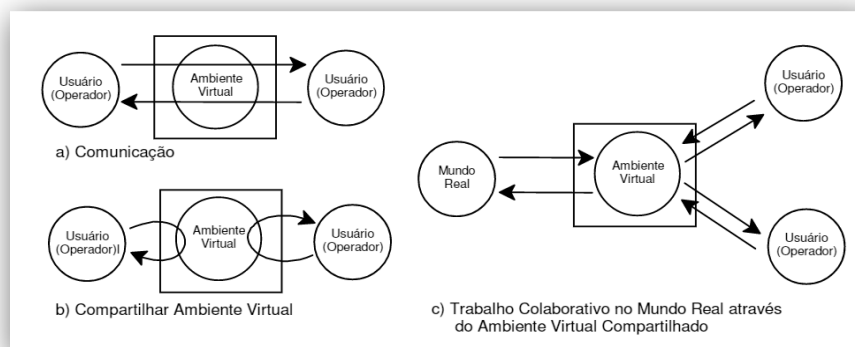 Usuário
(Operador)
Ambiente
Virtual
Usuário
(Operador)
a) Comunicação
Usuário
(Operador)l
Ambiente
Virtual
Usuário
(Operador)
b) Compartilhar Ambiente Virtual
Mundo
Real
Ambiente
Virtual
Usuário
(Operador)
Usuário
(Operador)
c) Trabalho Colaborativo no Mundo Real através
do Ambiente Virtual Compartilhado